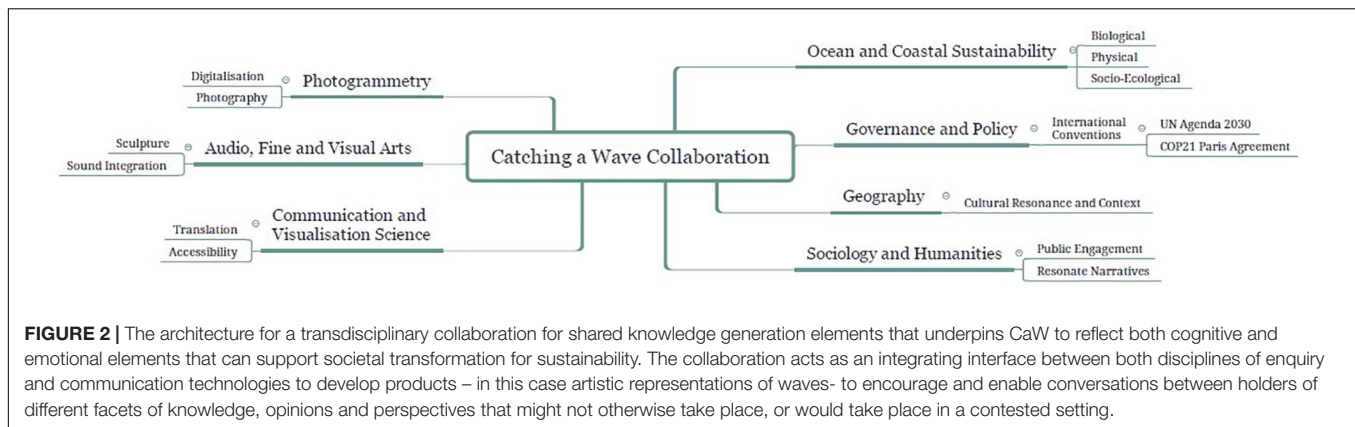 Digitalisation
Photography
Photogrammetry
Sculpture
Sound Integration
Audio, Fine and Visual Arts
Translation
Accessibility
Communication and
Visualisation Science
Catching a Wave Collaboration
Ocean and Coastal Sustainability
Biological
Physical
Socio-Ecological
Governance and Policy
International
Conventions
UN Agenda 2030
COP21 Paris Agreement
Geography
Cultural Resonance and Context
Sociology and Humanities
Public Engagement
Resonate Narratives
FIGURE 2 | The architecture for a transdisciplinary collaboration for shared knowledge generation elements that underpins CaW to reflect both cognitive and
emotional elements that can support societal transformation for sustainability. The collaboration acts as an integrating interface between both disciplines of enquiry
and communication technologies to develop products – in this case artistic representations of waves- to encourage and enable conversations between holders of
different facets of knowledge, opinions and perspectives that might not otherwise take place, or would take place in a contested setting.